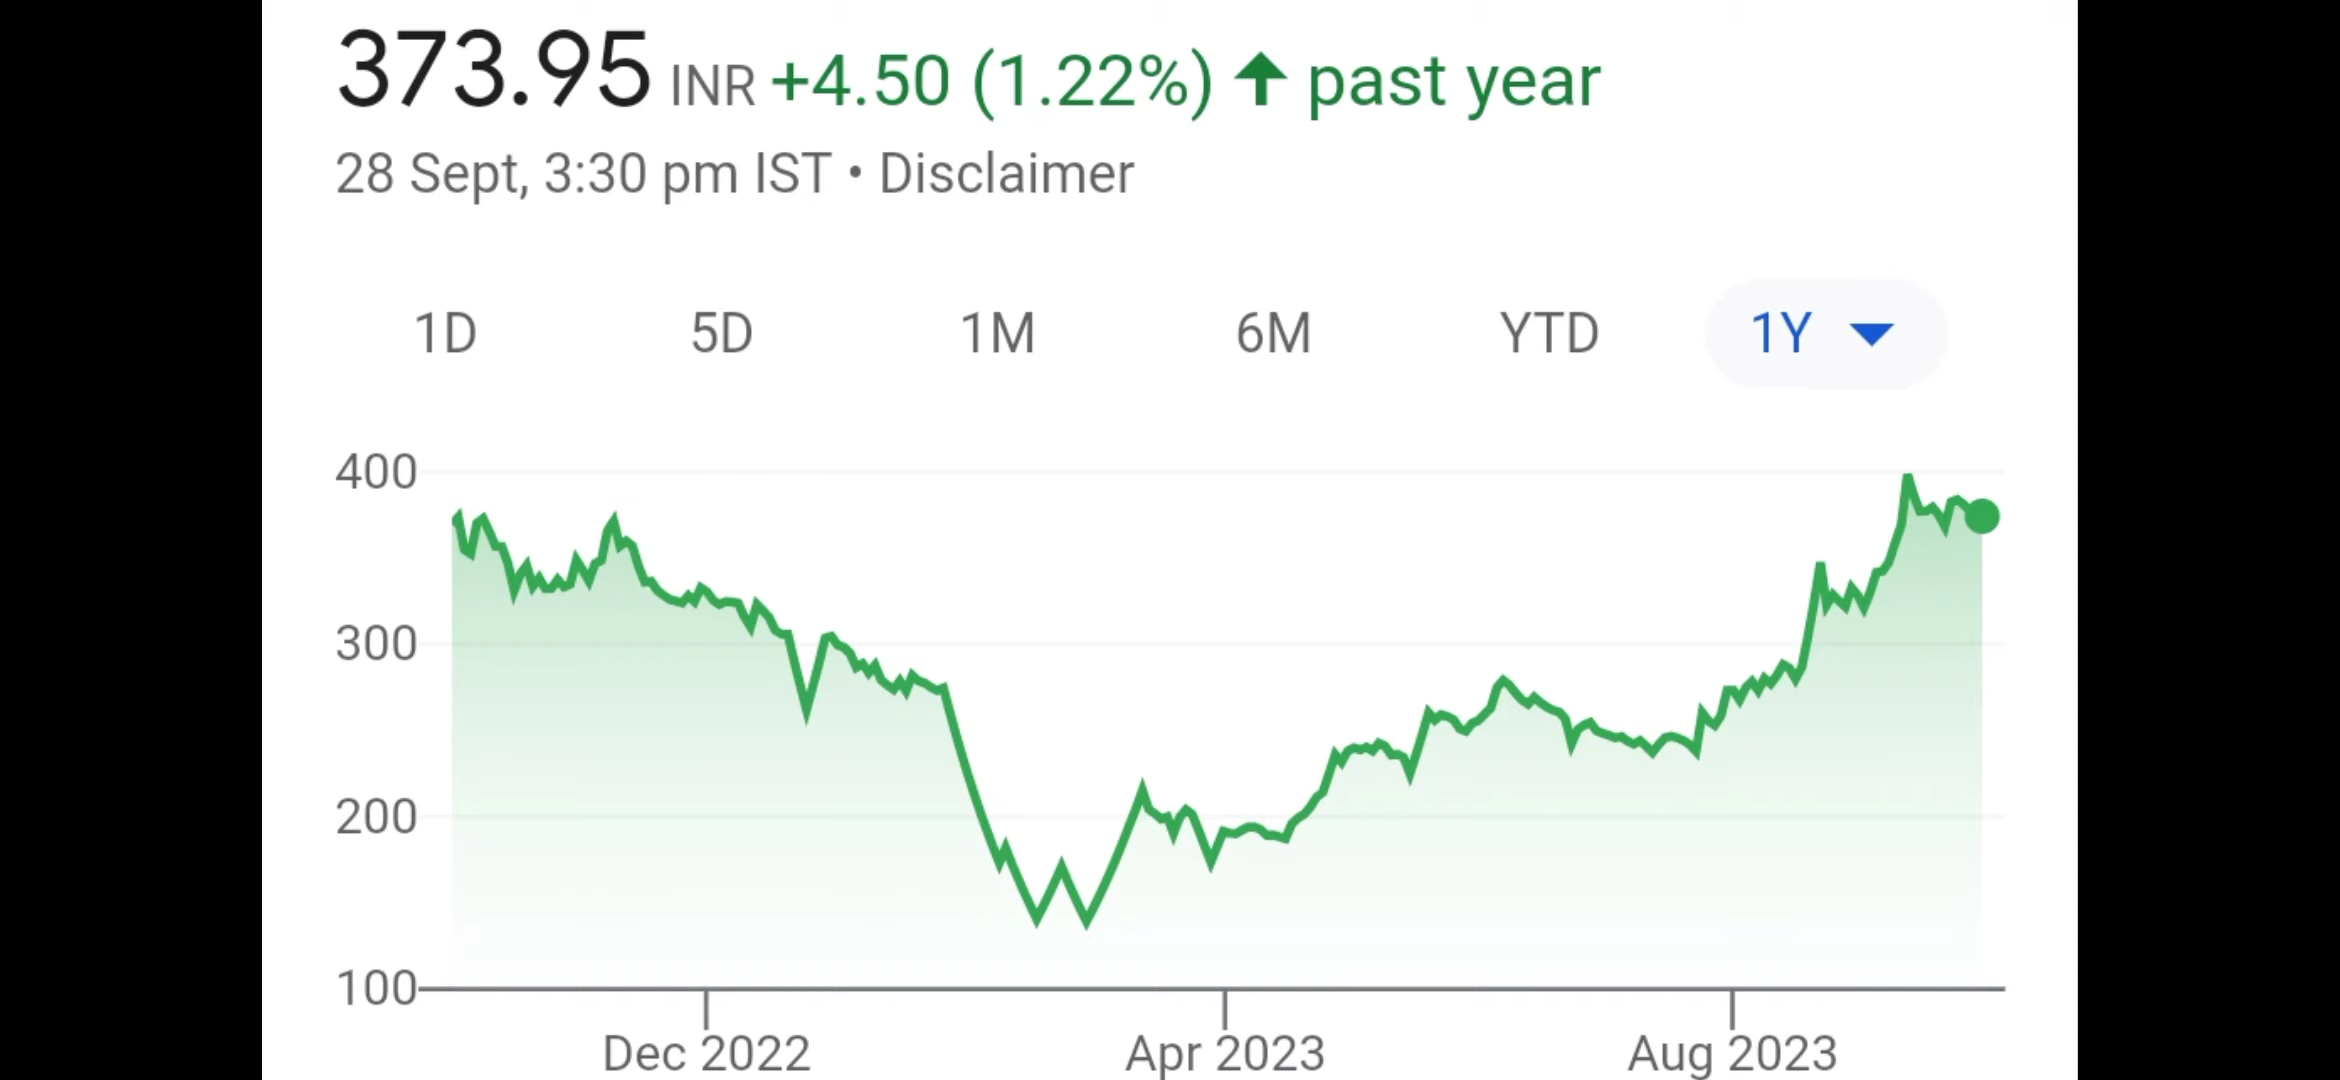 373.95 INR +4.50 (1.22%) ↑ past year
28 Sept, 3:30 pm IST • Disclaimer
1D 5D 1M 6M YTD 1Y
400
300
200
100
Dec 2022 Apr 2023 Aug 2023